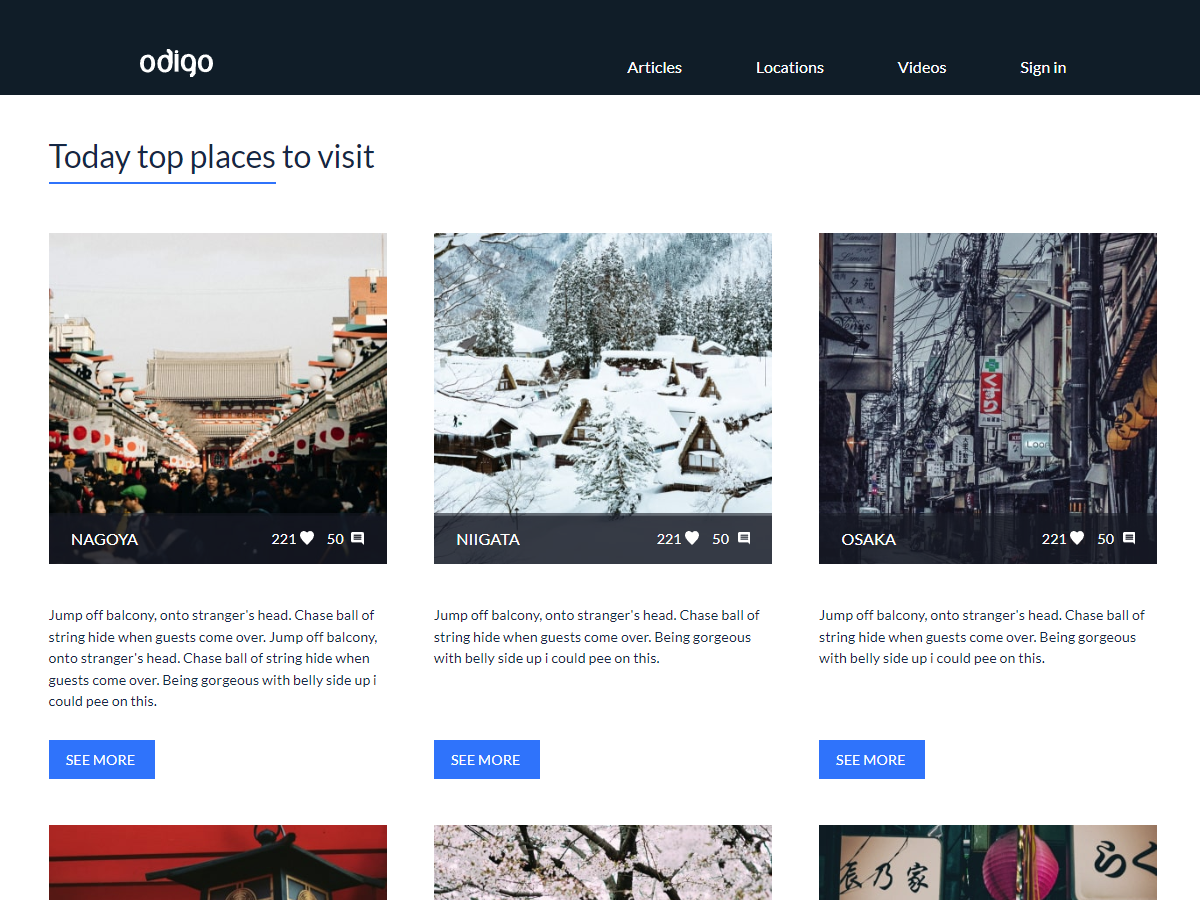 odigo
Articles
Locations
Videos
Sign in
Today top places to visit
NAGOYA
221
50
NIIGATA
221
50
夕苑
くすり
OSAKA
221
50
Jump off balcony, onto stranger's head. Chase ball of
string hide when guests come over. Jump off balcony,
onto stranger's head. Chase ball of string hide when
guests come over. Being gorgeous with belly side up i
could pee on this.
Jump off balcony, onto stranger's head. Chase ball of
string hide when guests come over. Being gorgeous
with belly side up i could pee on this.
Jump off balcony, onto stranger's head. Chase ball of
string hide when guests come over. Being gorgeous
with belly side up i could pee on this.
SEE MORE
SEE MORE
SEE MORE
辰乃家
らく